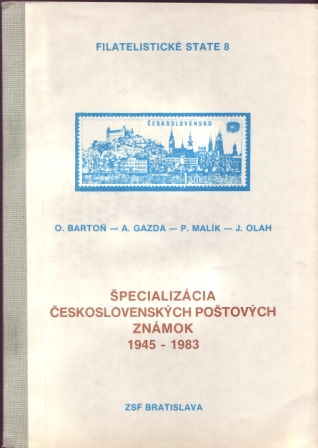 FILATELISTICKÉ STATE 8
ČESKOSLOVENSKO
O. BARTOŇ — A. GAZDA — P. MALÍK — J. OLAH
ŠPECIALIZÁCIA
ČESKOSLOVENSKÝCH POŠTOVÝCH
ZNÁMOK
1945 - 1983
ZSF BRATISLAVA